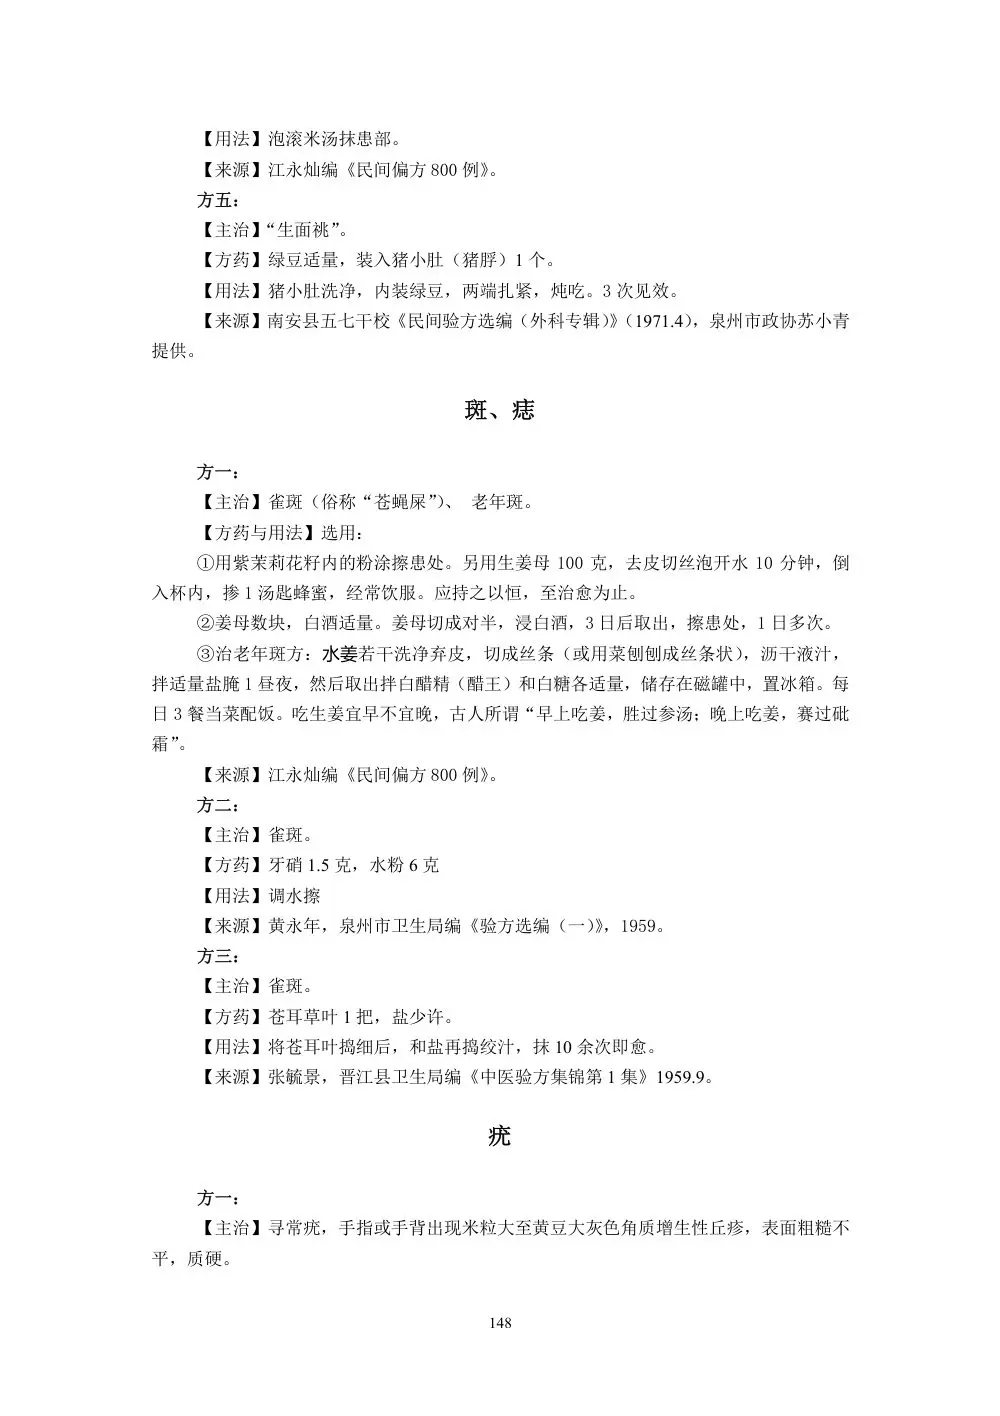 【用法】泡滚米汤抹患部。
【来源】江永灿编《民间偏方 800 例》。
方五：
【主治】“生面祧”。
【方药】绿豆适量，装入猪小肚（猪脬）1 个。
【用法】猪小肚洗净，内装绿豆，两端扎紧，炖吃。3 次见效。
【来源】南安县五七干校《民间验方选编（外科专辑）》（1971.4），泉州市政协苏小青
提供。
斑、痣
方一：
【主治】雀斑（俗称“苍蝇屎”）、 老年斑。
【方药与用法】选用：
①用紫茉莉花籽内的粉涂擦患处。另用生姜母 100 克，去皮切丝泡开水 10 分钟，倒
入杯内，掺 1 汤匙蜂蜜，经常饮服。应持之以恒，至治愈为止。
②姜母数块，白酒适量。姜母切成对半，浸白酒，3 日后取出，擦患处，1 日多次。
③治老年斑方：水姜若干洗净弃皮，切成丝条（或用菜刨刨成丝条状），沥干液汁，
拌适量盐腌 1 昼夜，然后取出拌白醋精（醋王）和白糖各适量，储存在磁罐中，置冰箱。每
日 3 餐当菜配饭。吃生姜宜早不宜晚，古人所谓“早上吃姜，胜过参汤；晚上吃姜，赛过砒
霜”。
【来源】江永灿编《民间偏方 800 例》。
方二：
【主治】雀斑。
【方药】牙硝 1.5 克，水粉 6 克
【用法】调水擦
【来源】黄永年，泉州市卫生局编《验方选编（一）》，1959。
方三：
【主治】雀斑。
【方药】苍耳草叶 1 把，盐少许。
【用法】将苍耳叶捣细后，和盐再捣绞汁，抹 10 余次即愈。
【来源】张毓景，晋江县卫生局编《中医验方集锦第 1 集》1959.9。
疣
方一：
【主治】寻常疣，手指或手背出现米粒大至黄豆大灰色角质增生性丘疹，表面粗糙不
平，质硬。
148